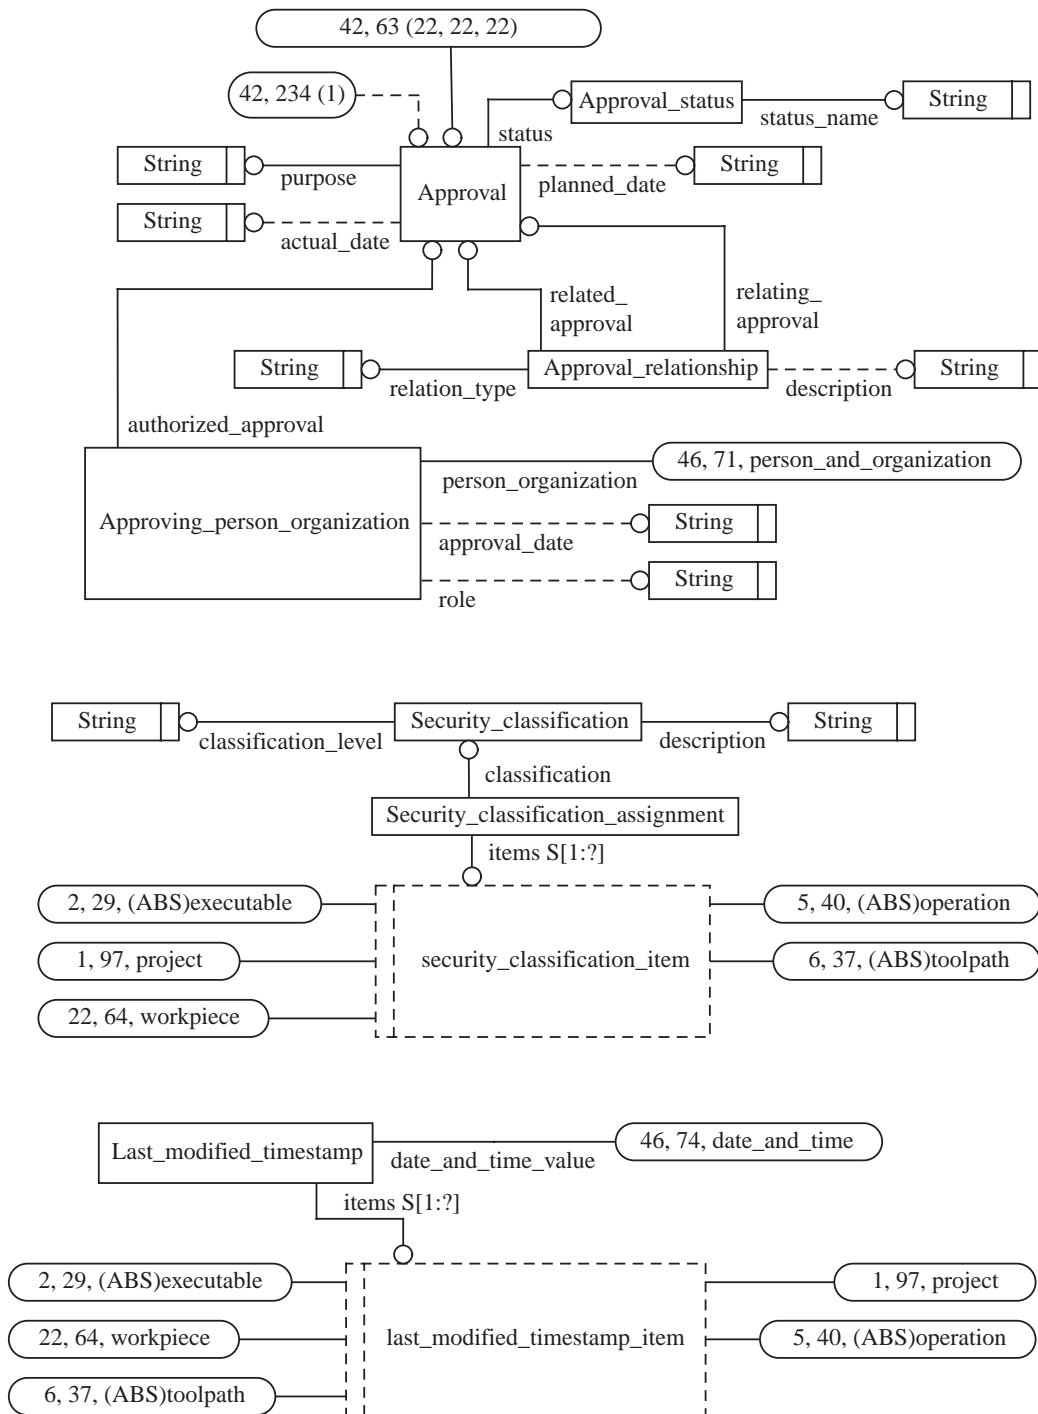 42, 63 (22, 22, 22)
42, 234 (1)
Approval_status
String
status
status_name
String
purpose
Approval
planned_date
String
String
actual_date
related_
approval
relating_
approval
String
relation_type
Approval_relationship
description
String
authorized_approval
Approving_person_organization
person_organization
46, 71, person_and_organization
approval_date
String
role
String
String
classification_level
Security_classification
description
String
classification
Security_classification_assignment
items S[1:?]
2, 29, (ABS)executable
5, 40, (ABS)operation
1, 97, project
security_classification_item
6, 37, (ABS)toolpath
22, 64, workpiece
Last_modified_timestamp
date_and_time_value
46, 74, date_and_time
items S[1:?]
2, 29, (ABS)executable
1, 97, project
22, 64, workpiece
last_modified_timestamp_item
5, 40, (ABS)operation
6, 37, (ABS)toolpath